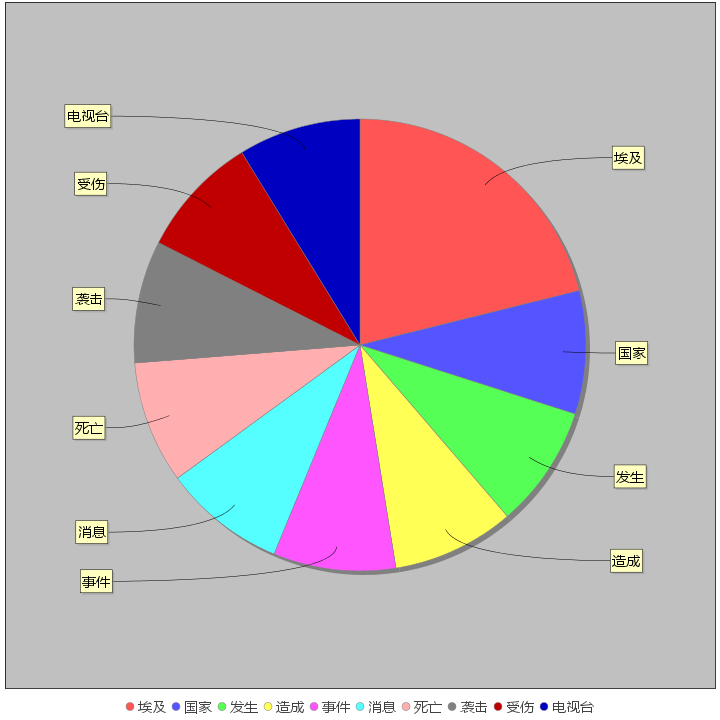 电视台
埃及
受伤
袭击
国家
死亡
发生
消息
造成
事件
埃及 国家 发生 造成 事件 消息 死亡 袭击 受伤 电视台